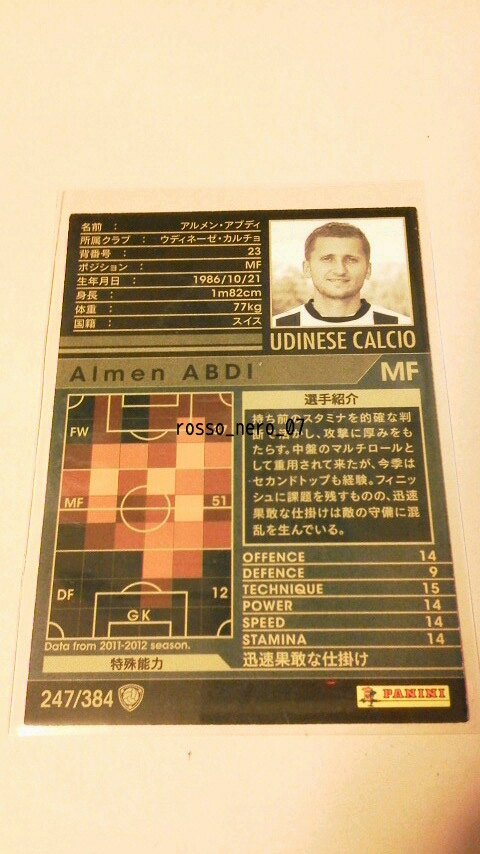 名前 : アルメン・アブディ
所属クラブ : ウディネーゼ・カルチョ
背番号 : 23
ポジション : MF
生年月日 : 1986/10/21
身長 : 1m82cm
体重 : 77kg
国籍 : スイス
UDINESE CALCIO
Almen ABDI MF
FW
MF 51
DF 12
GK
Data from 2011-2012 season.
選手紹介
持ち前のスタミナを的確な判
断で活かし、攻撃に厚みをも
たらす。中盤のマルチロールと
して重用されて来たが、今季は
セカンドトップも経験。フィニッ
シュに課題を残すものの、迅速
果敢な仕掛けは敵の守備に混
乱を生んでいる。
rosso_nero_07
OFFENCE 14
DEFENCE 9
TECHNIQUE 15
POWER 14
SPEED 14
STAMINA 14
特殊能力 迅速果敢な仕掛け
247/384
PANINI